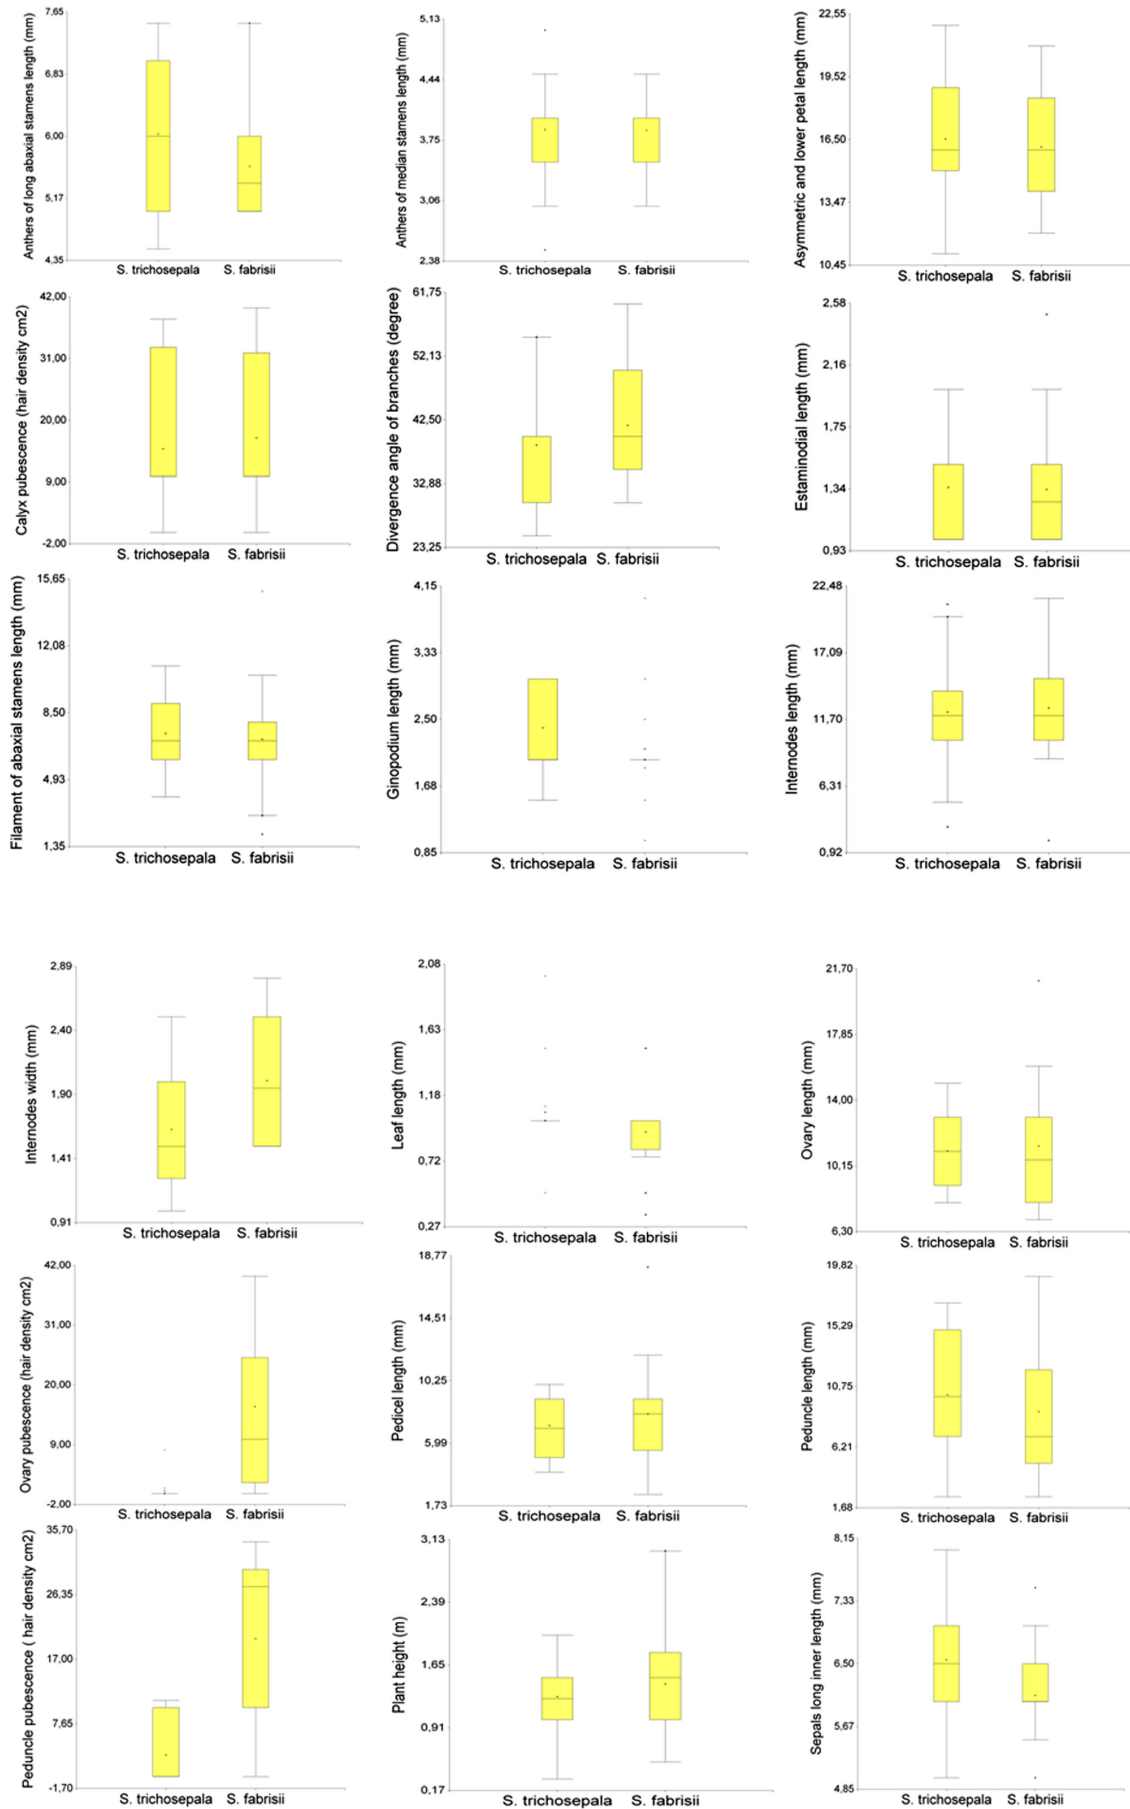 Anthers of long abaxial stamens length (mm)
7,65
6,83
6,00
5,17
4,35
S. trichosepala S. fabrisii
Anthers of median stamens length (mm)
5,13
4,44
3,75
3,06
2,38
S. trichosepala S. fabrisii
Asymmetric and lower petal length (mm)
22,55
19,52
16,50
13,47
10,45
S. trichosepala S. fabrisii
Calyx pubescence (hair density cm2)
42,00
31,00
20,00
9,00
-2,00
S. trichosepala S. fabrisii
Divergence angle of branches (degree)
61,75
52,13
42,50
32,88
23,25
S. trichosepala S. fabrisii
Estaminodial length (mm)
2,58
2,16
1,75
1,34
0,93
S. trichosepala S. fabrisii
Filament of abaxial stamens length (mm)
15,65
12,08
8,50
4,93
1,35
S. trichosepala S. fabrisii
Ginopodium length (mm)
4,15
3,33
2,50
1,68
0,85
S. trichosepala S. fabrisii
Internodes length (mm)
22,48
17,09
11,70
6,31
0,92
S. trichosepala S. fabrisii
Internodes width (mm)
2,89
2,40
1,90
1,41
0,91
S. trichosepala S. fabrisii
Leaf length (mm)
2,08
1,63
1,18
0,72
0,27
S. trichosepala S. fabrisii
Ovary length (mm)
21,70
17,85
14,00
10,15
6,30
S. trichosepala S. fabrisii
Ovary pubescence (hair density cm2)
42,00
31,00
20,00
9,00
-2,00
S. trichosepala S. fabrisii
Pedicel length (mm)
18,77
14,51
10,25
5,99
1,73
S. trichosepala S. fabrisii
Peduncle length (mm)
19,82
15,29
10,75
6,21
1,68
S. trichosepala S. fabrisii
Peduncle pubescence ( hair density cm2)
35,70
26,35
17,00
7,65
-1,70
S. trichosepala S. fabrisii
Plant height (m)
3,13
2,39
1,65
0,91
0,17
S. trichosepala S. fabrisii
Sepals long inner length (mm)
8,15
7,33
6,50
5,67
4,85
S. trichosepala S. fabrisii